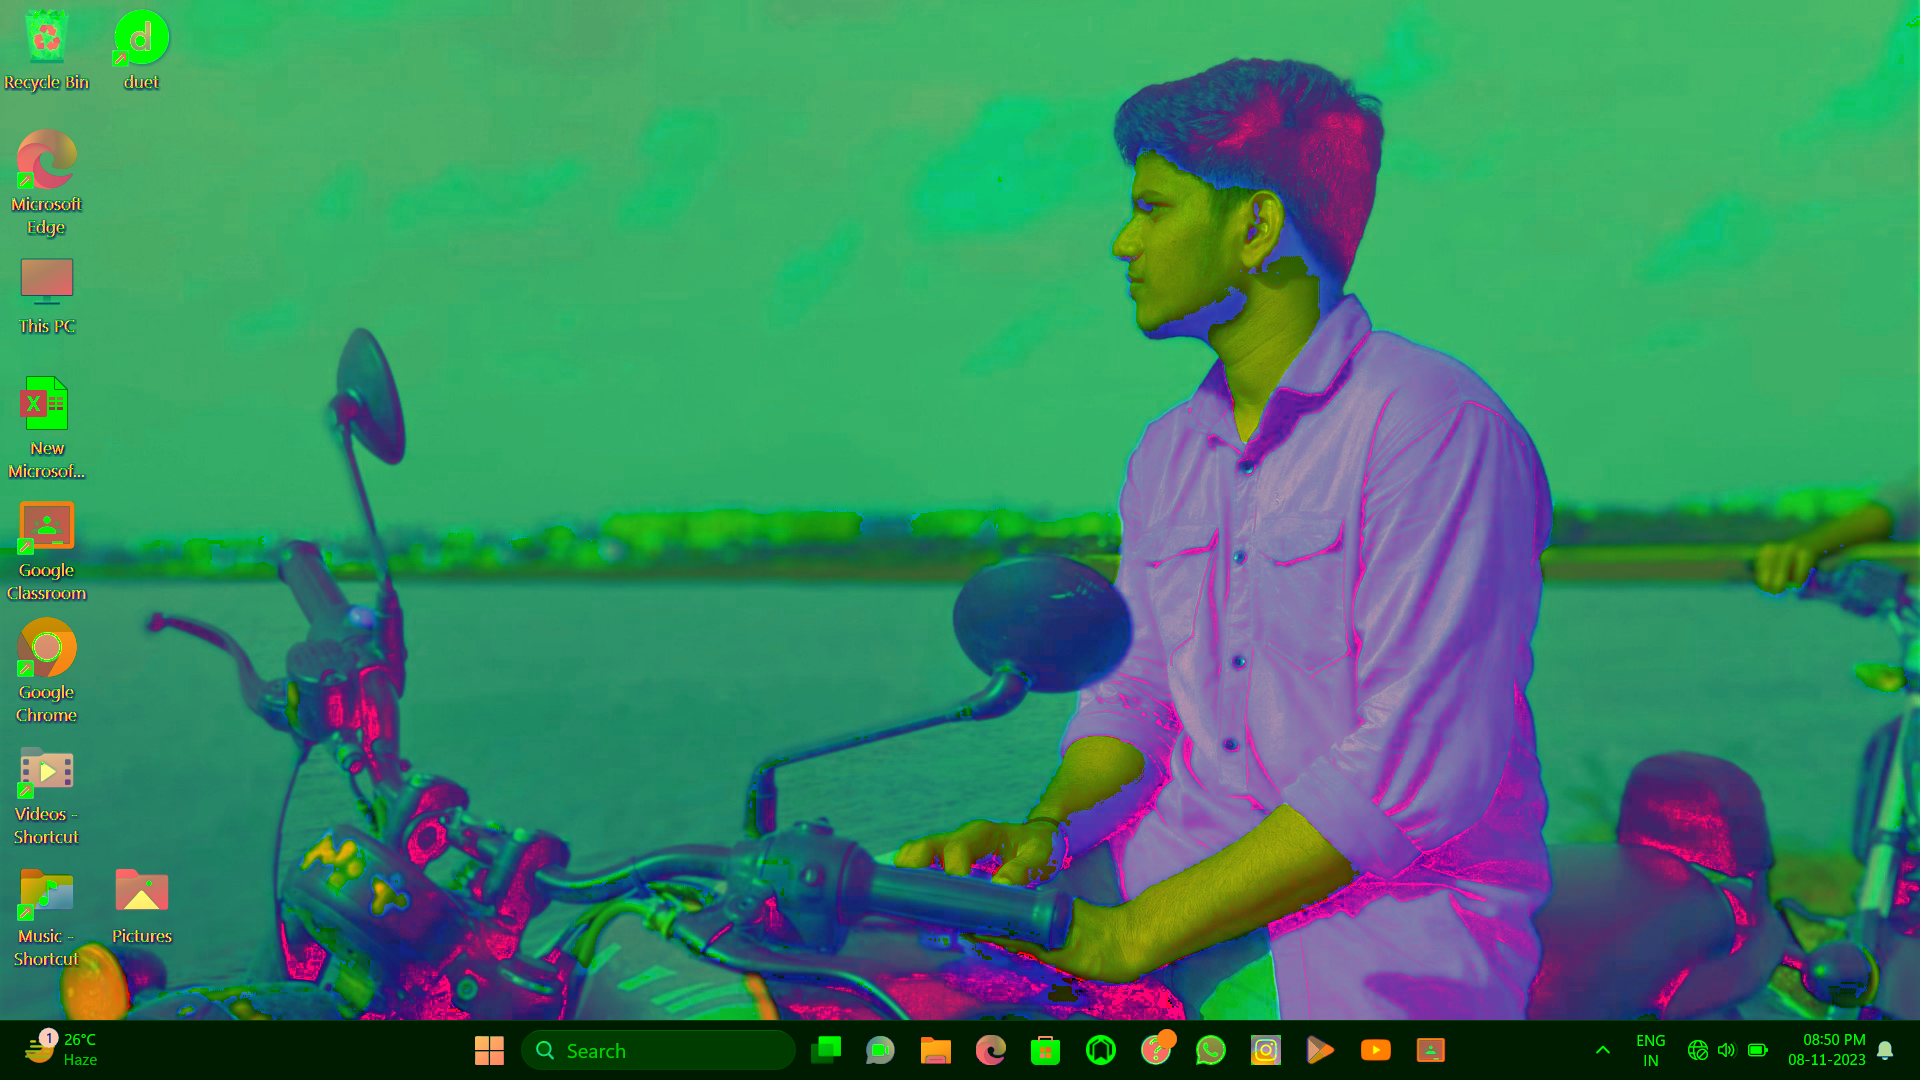 Recycle Bin
duet
Microsoft
Edge
This PC
X
New
Microsof...
Google
Classroom
Google
Chrome
Videos -
Shortcut
Music -
Shortcut
Pictures
1
26°C
Haze
Search
ENG
IN
08:50 PM
08-11-2023